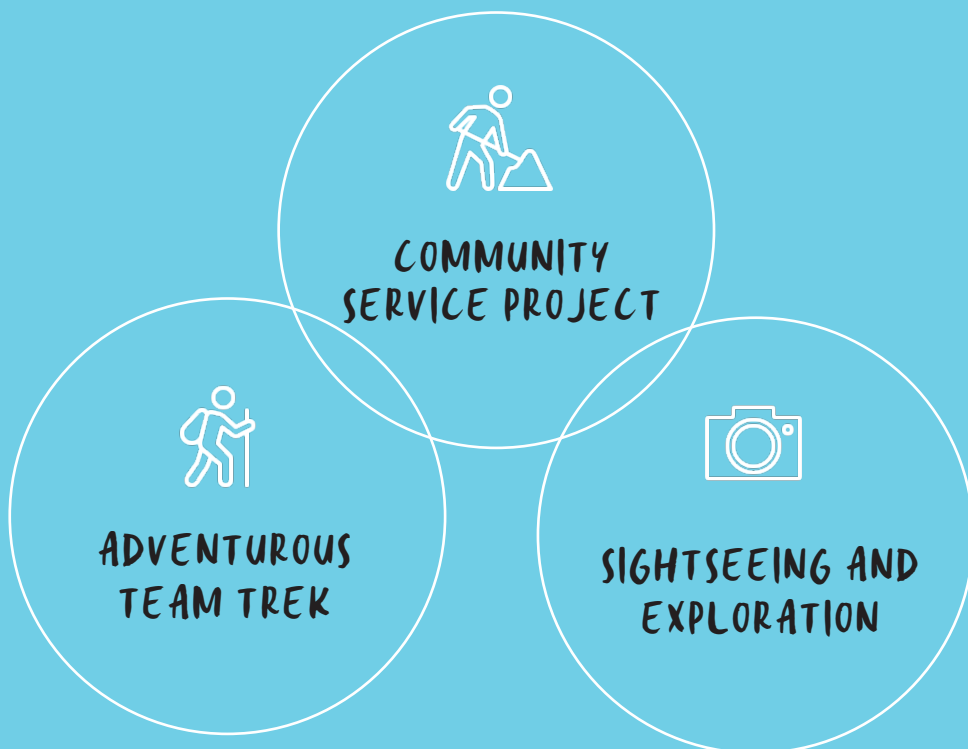 COMMUNITY
SERVICE PROJECT
ADVENTUROUS
TEAM TREK
SIGHTSEEING AND
EXPLORATION